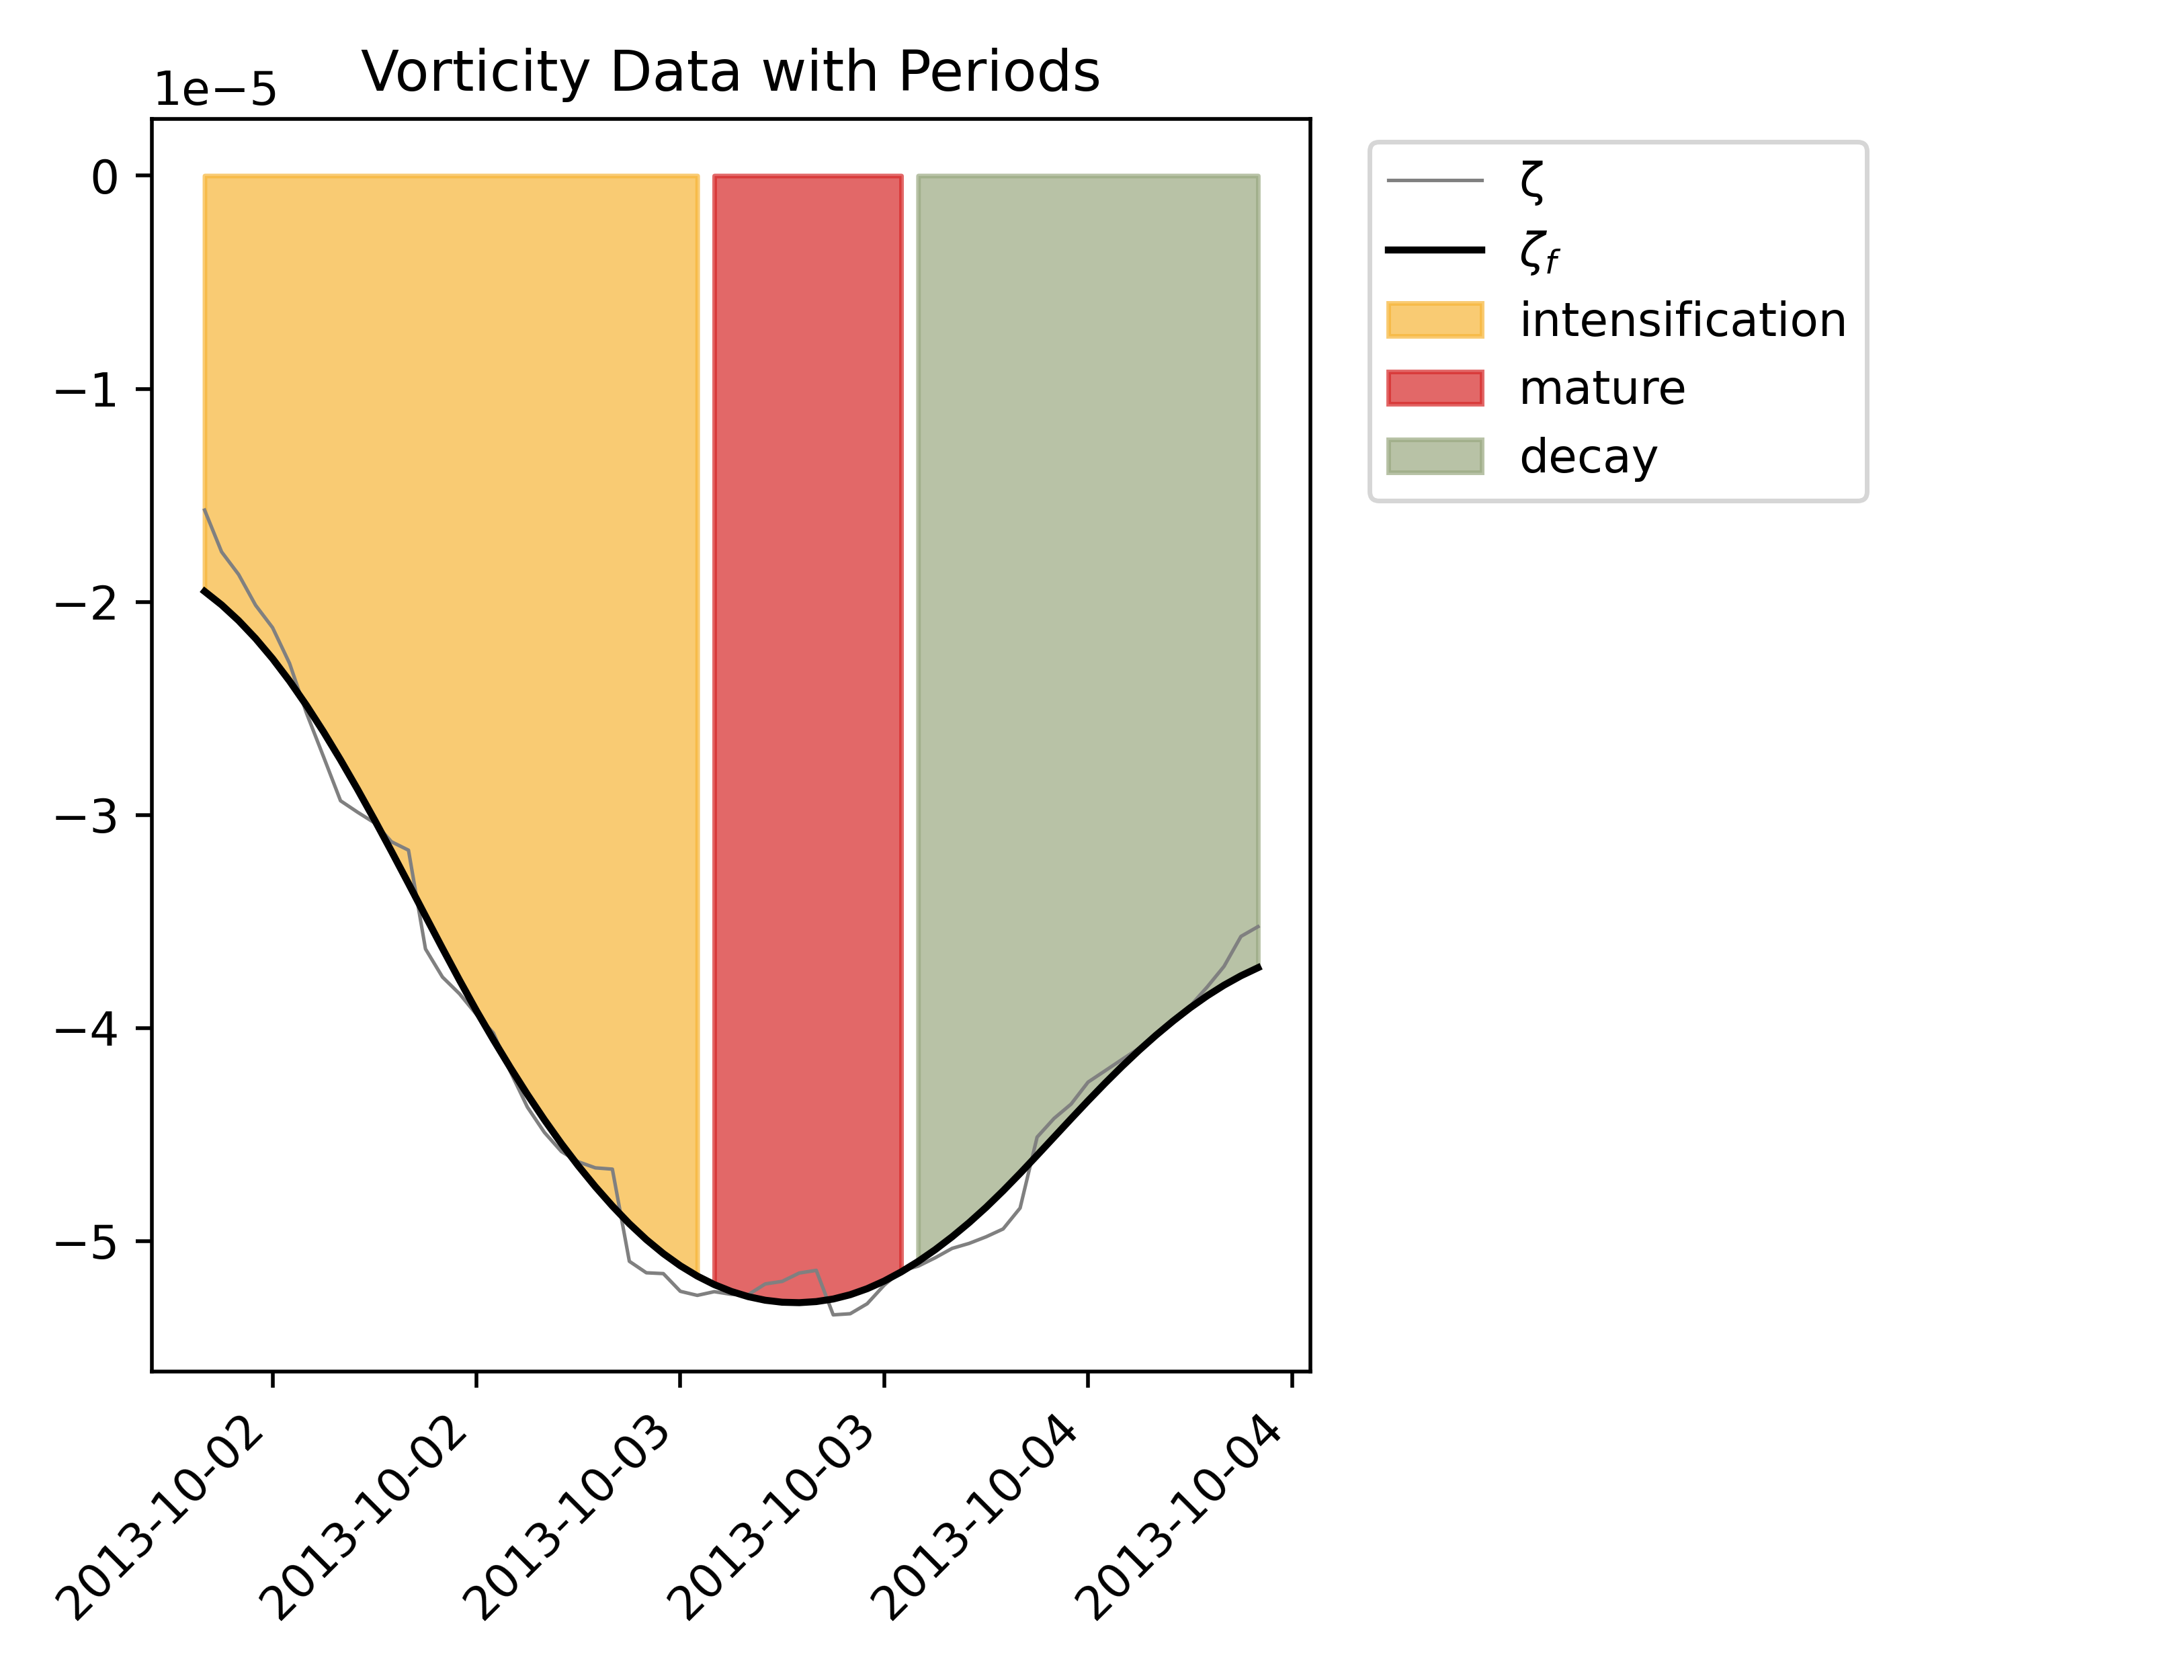 Vorticity Data with Periods
1e−5
0
−1
−2
−3
−4
−5
2013-10-02
2013-10-02
2013-10-03
2013-10-03
2013-10-04
2013-10-04
ζ
ζf
intensification
mature
decay